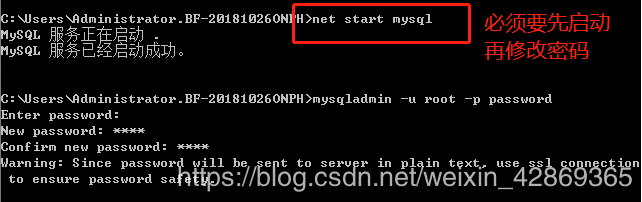 C:\Users\Administrator.BF-20181026ONPH>net start mysql
MySQL 服务正在启动 .
MySQL 服务已经启动成功。
必须要先启动
再修改密码
C:\Users\Administrator.BF-20181026ONPH>mysqladmin -u root -p password
Enter password:
New password: ****
Confirm new password: ****
Warning: Since password will be sent to server in plain text, use ssl connection
to ensure password safety.
https://blog.csdn.net/weixin_42869365